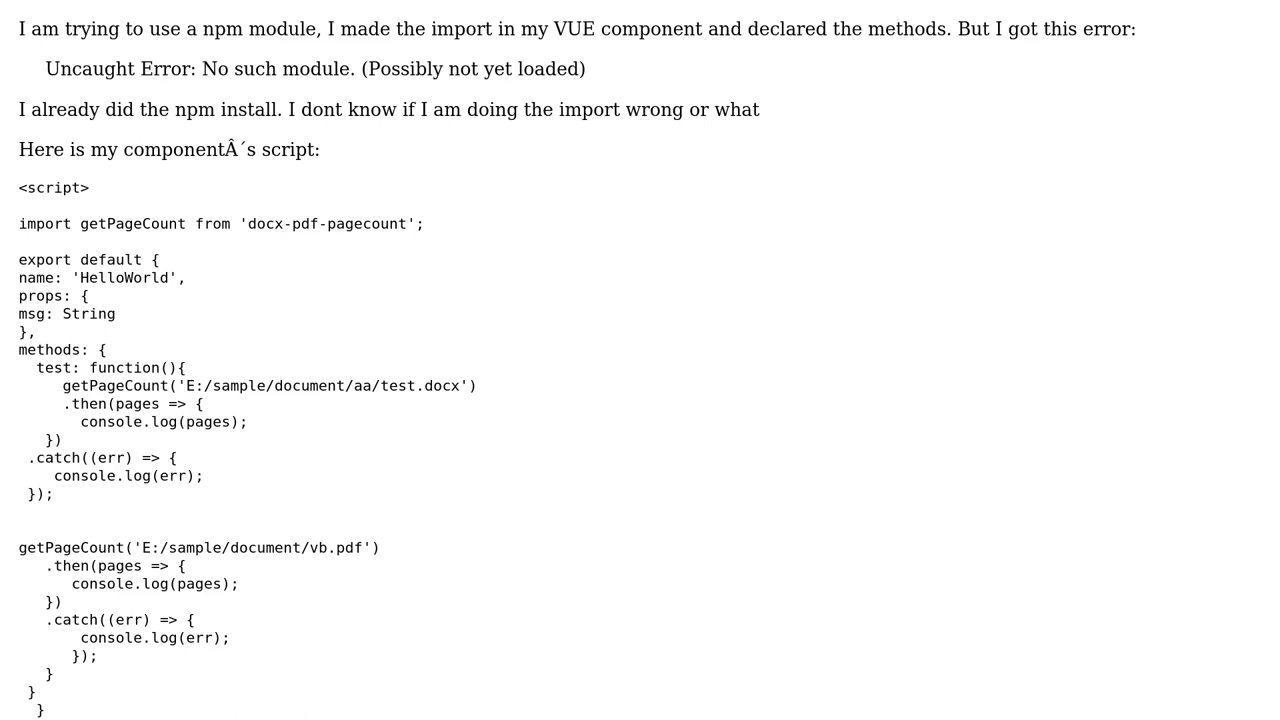 I am trying to use a npm module, I made the import in my VUE component and declared the methods. But I got this error:
Uncaught Error: No such module. (Possibly not yet loaded)
I already did the npm install. I dont know if I am doing the import wrong or what
Here is my componentÂ´s script:
<script>
import getPageCount from 'docx-pdf-pagecount';
export default {
name: 'HelloWorld',
props: {
msg: String
},
methods: {
  test: function(){
     getPageCount('E:/sample/document/aa/test.docx')
     .then(pages => {
       console.log(pages);
   })
 .catch((err) => {
    console.log(err);
 });
getPageCount('E:/sample/document/vb.pdf')
   .then(pages => {
      console.log(pages);
   })
   .catch((err) => {
       console.log(err);
      });
   }
 }
  }